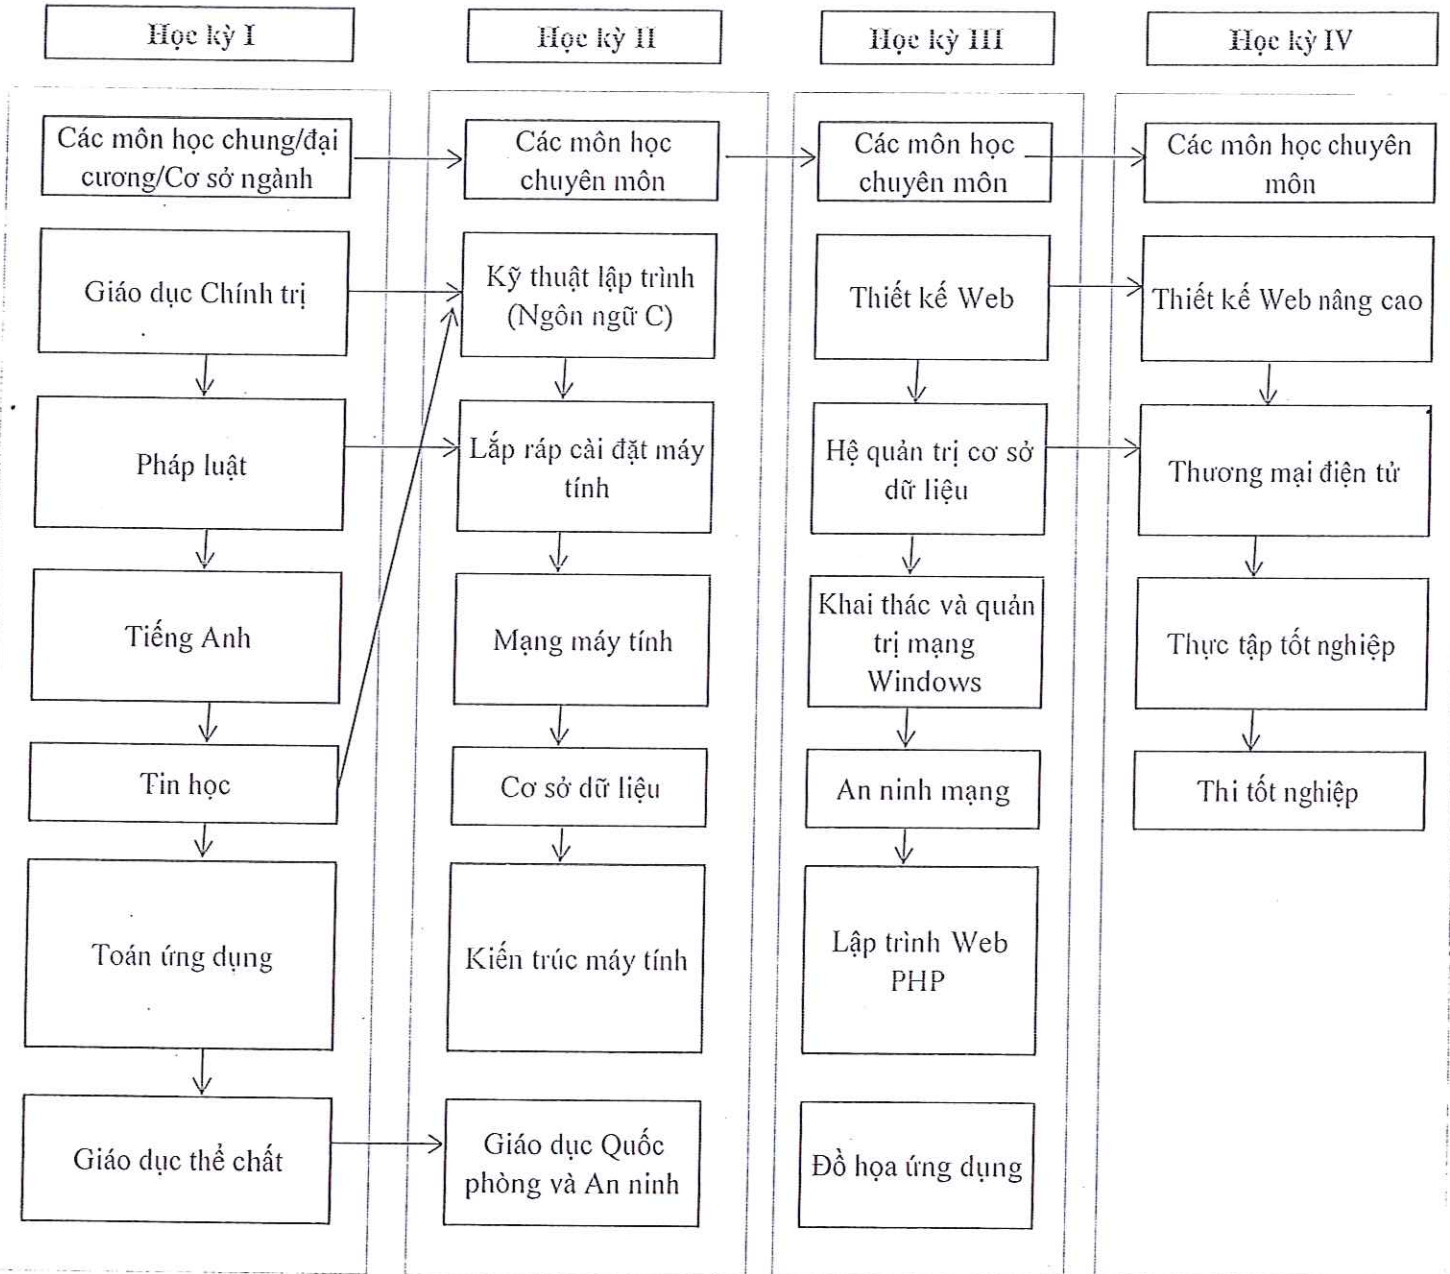 Học kỳ I
Học kỳ II
Học kỳ III
Học kỳ IV
Các môn học chung/đại
cương/Cơ sở ngành
Các môn học
chuyên môn
Các môn học
chuyên môn
Các môn học chuyên
môn
Giáo dục Chính trị
Kỹ thuật lập trình
(Ngôn ngữ C)
Thiết kế Web
Thiết kế Web nâng cao
Pháp luật
Lắp ráp cài đặt máy
tính
Hệ quản trị cơ sở
dữ liệu
Thương mại điện tử
Tiếng Anh
Mạng máy tính
Khai thác và quản
trị mạng
Windows
Thực tập tốt nghiệp
Tin học
Cơ sở dữ liệu
An ninh mạng
Thi tốt nghiệp
Toán ứng dụng
Kiến trúc máy tính
Lập trình Web
PHP
Giáo dục thể chất
Giáo dục Quốc
phòng và An ninh
Đồ họa ứng dụng